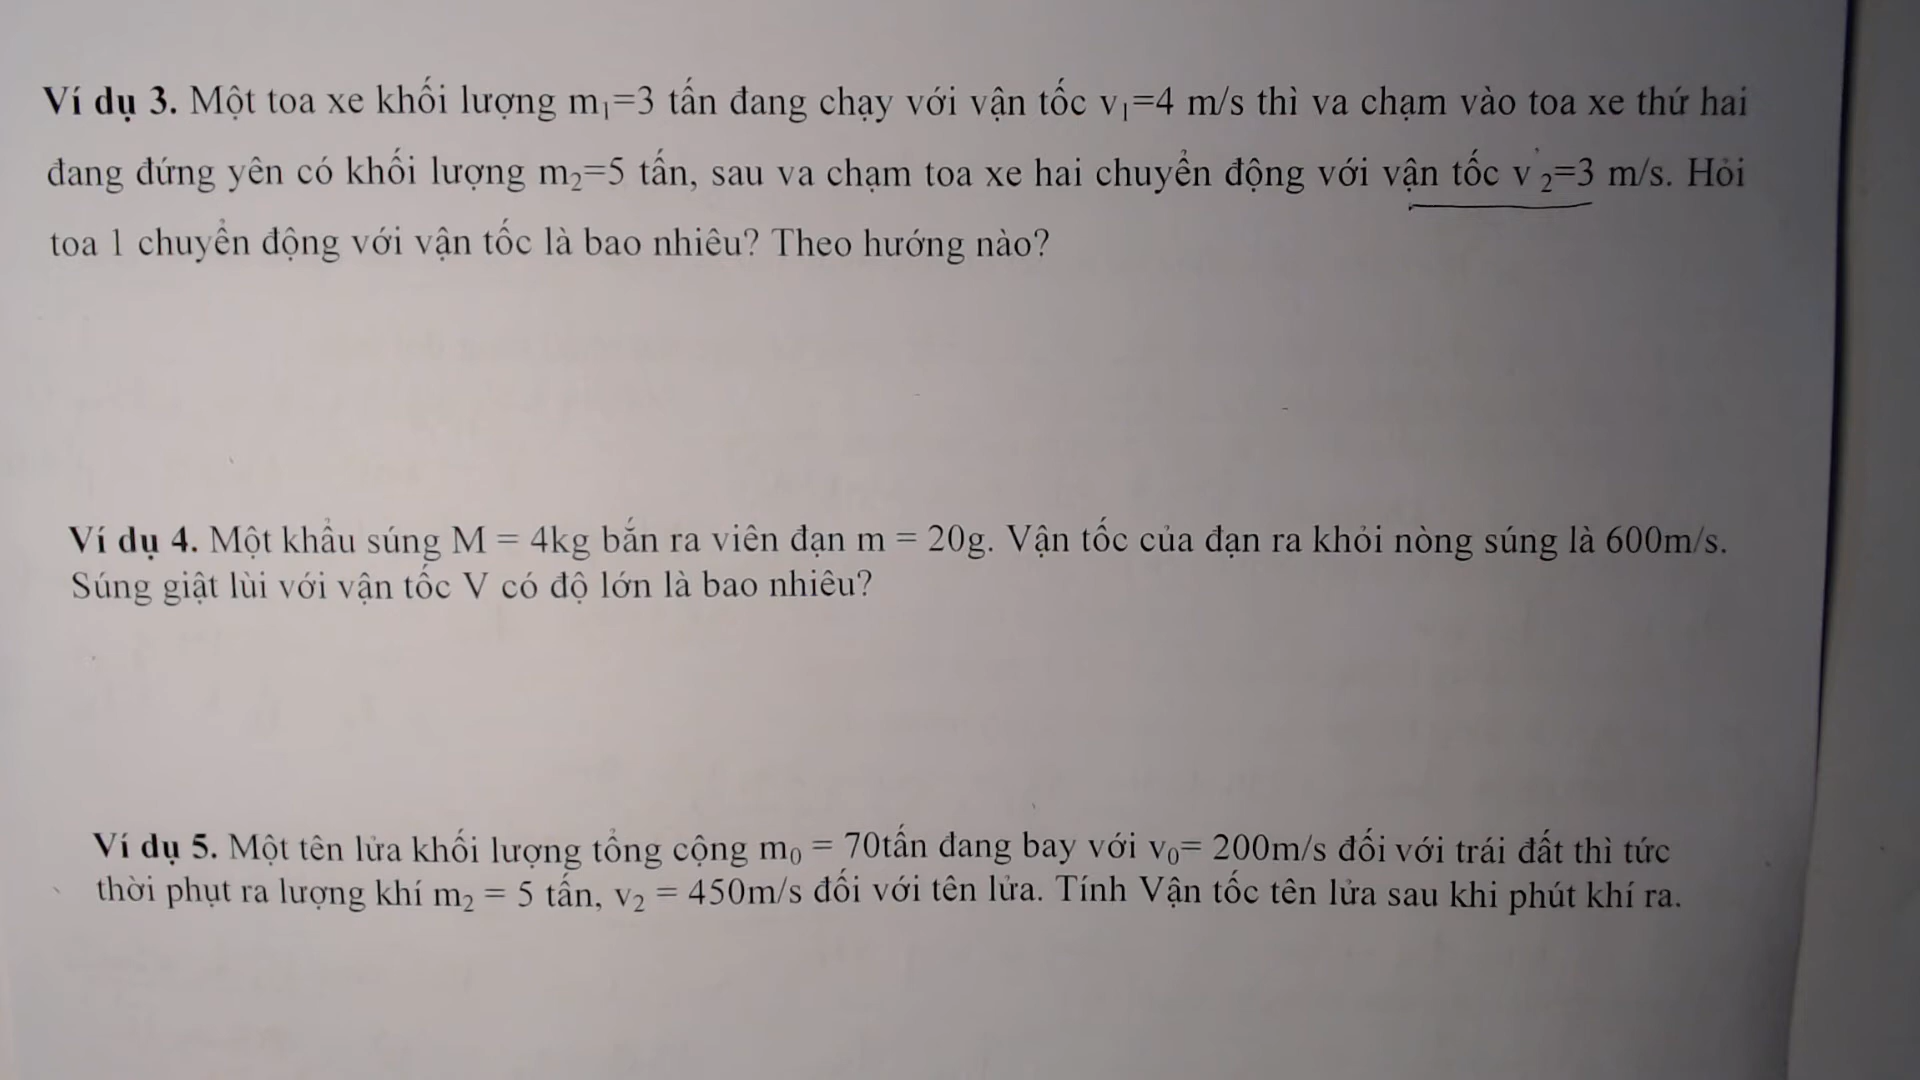 Ví dụ 3. Một toa xe khối lượng m₁=3 tấn đang chạy với vận tốc v₁=4 m/s thì va chạm vào toa xe thứ hai
đang đứng yên có khối lượng m₂=5 tấn, sau va chạm toa xe hai chuyển động với vận tốc v'₂=3 m/s. Hỏi
toa 1 chuyển động với vận tốc là bao nhiêu? Theo hướng nào?
Ví dụ 4. Một khẩu súng M = 4kg bắn ra viên đạn m = 20g. Vận tốc của đạn ra khỏi nòng súng là 600m/s.
Súng giật lùi với vận tốc V có độ lớn là bao nhiêu?
Ví dụ 5. Một tên lửa khối lượng tổng cộng m₀ = 70tấn đang bay với v₀= 200m/s đối với trái đất thì tức
thời phụt ra lượng khí m₂ = 5 tấn, v₂ = 450m/s đối với tên lửa. Tính Vận tốc tên lửa sau khi phút khí ra.